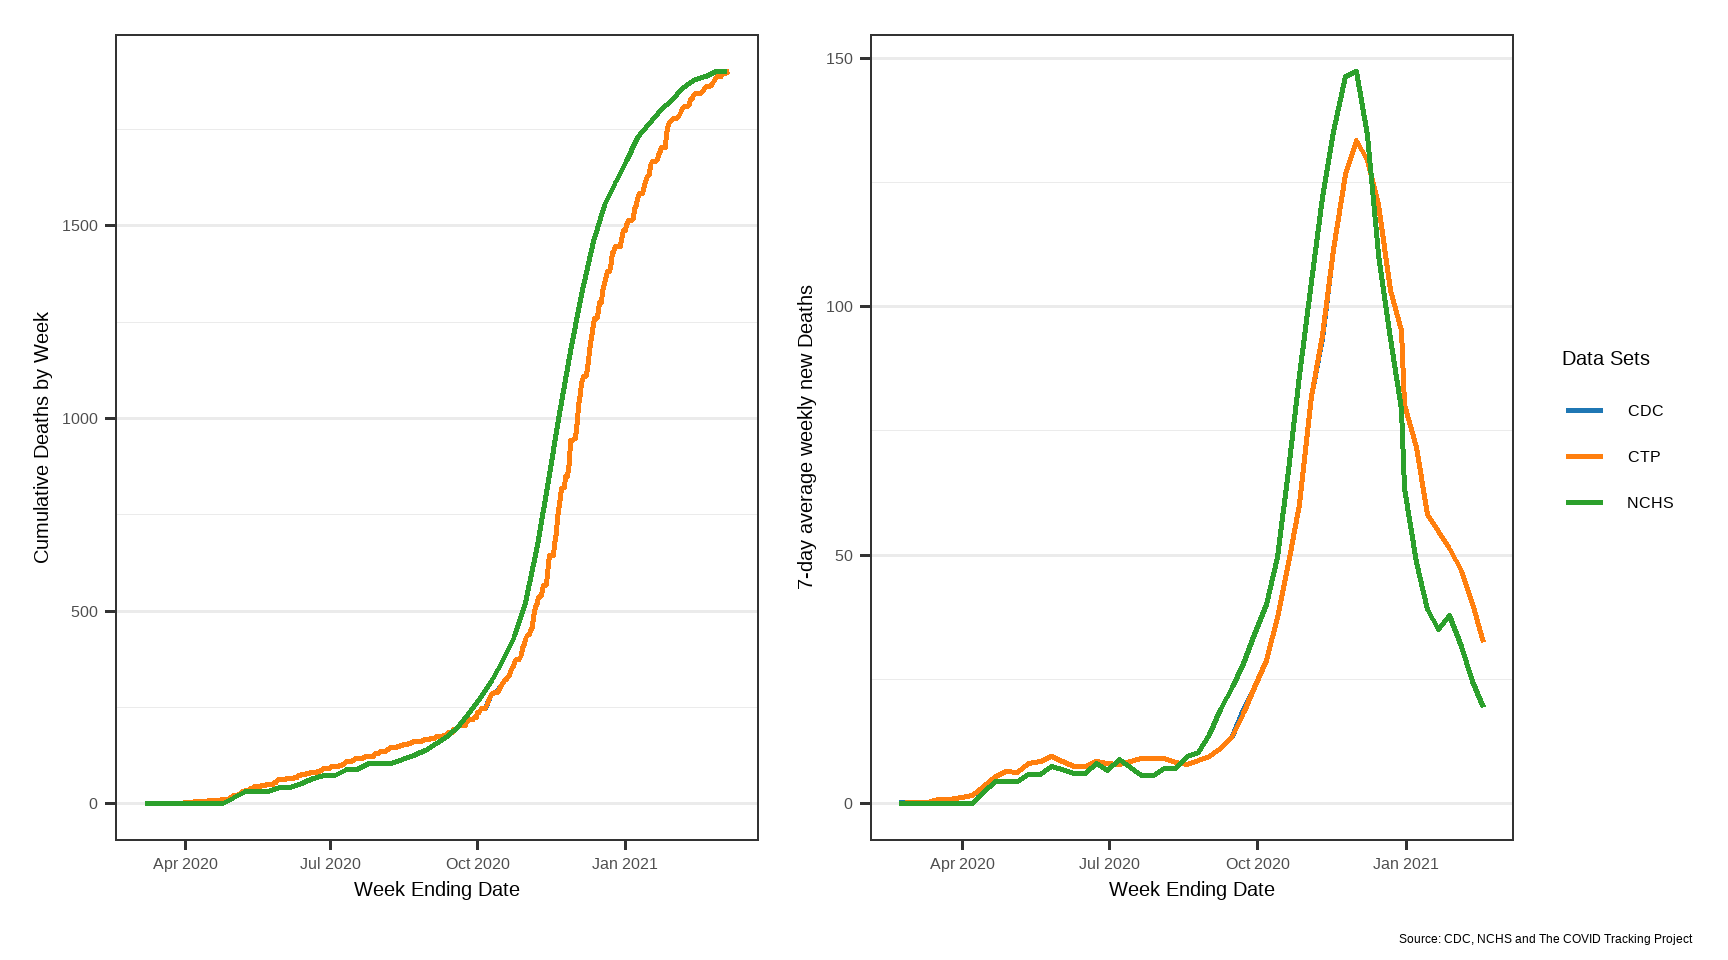 Cumulative Deaths by Week
1500
1000
500
0
Apr 2020
Jul 2020
Oct 2020
Jan 2021
Week Ending Date
7-day average weekly new Deaths
150
100
50
0
Apr 2020
Jul 2020
Oct 2020
Jan 2021
Week Ending Date
Data Sets
CDC
CTP
NCHS
Source: CDC, NCHS and The COVID Tracking Project